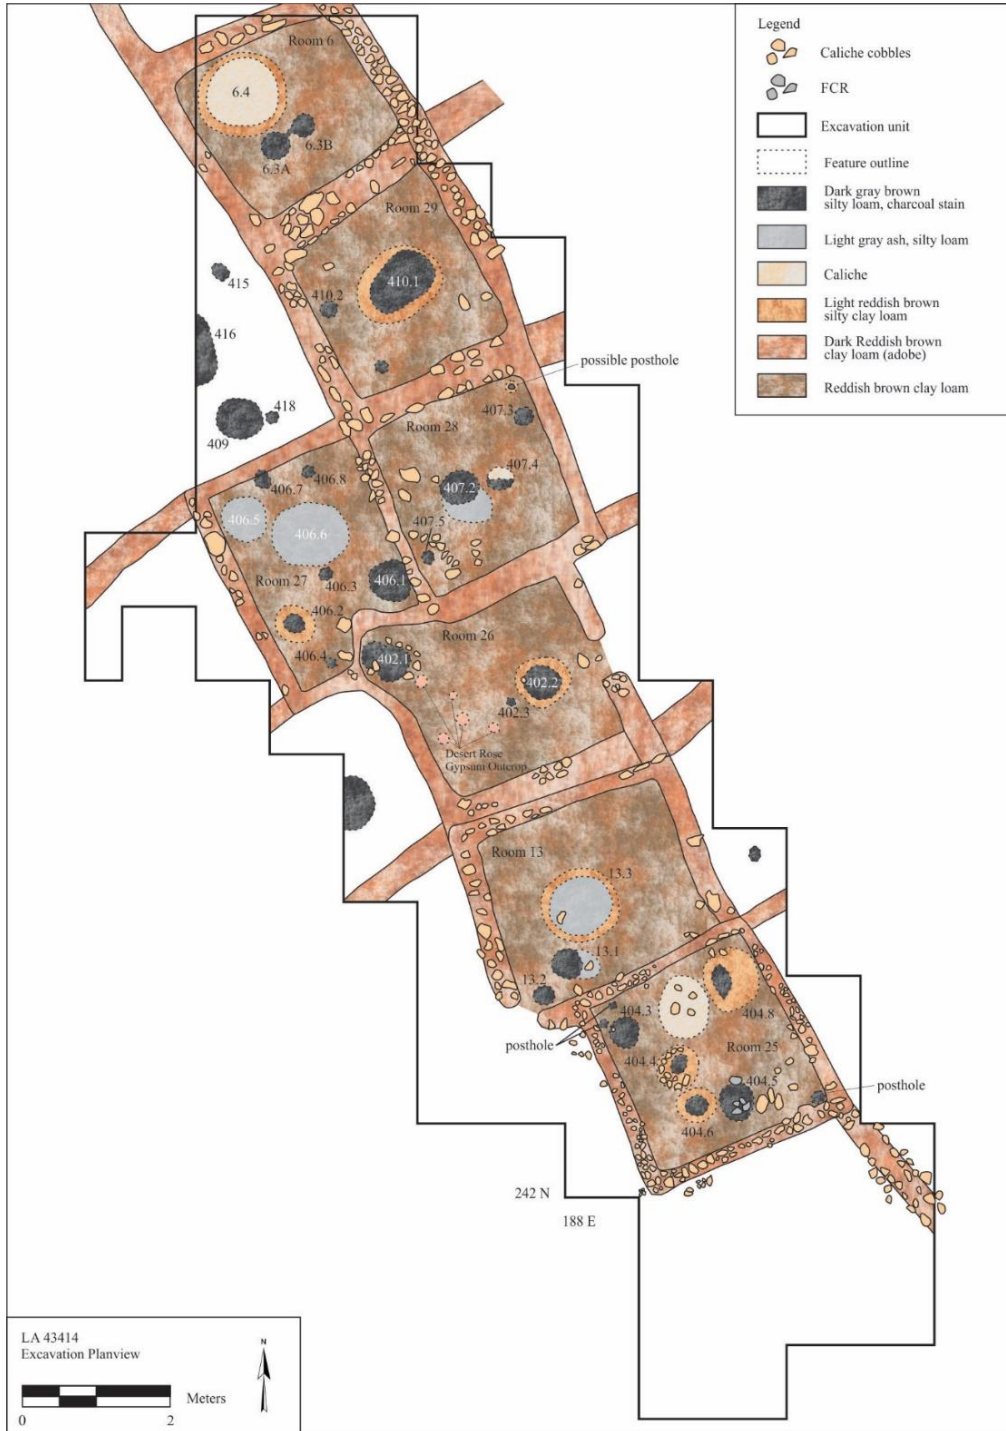 Legend
Caliche cobbles
FCR
Excavation unit
Feature outline
Dark gray brown
silty loam, charcoal stain
Light gray ash, silty loam
Caliche
Light reddish brown
silty clay loam
Dark Reddish brown
clay loam (adobe)
Reddish brown clay loam
Room 6
6.4
6.3B
6.3A
Room 29
410.1
410.2
415
416
418
409
possible posthole
407.3
Room 28
407.4
407.2
407.5
406.7
406.8
406.5
406.6
406.3
406.1
Room 27
406.2
406.4
Room 26
402.1
402.2
402.3
Desert Rose
Gypsum Outcrop
Room 13
13.3
13.1
13.2
404.3
404.8
posthole
404.4
Room 25
404.5
posthole
404.6
242 N
188 E
LA 43414
Excavation Planview
N
Meters
0
2